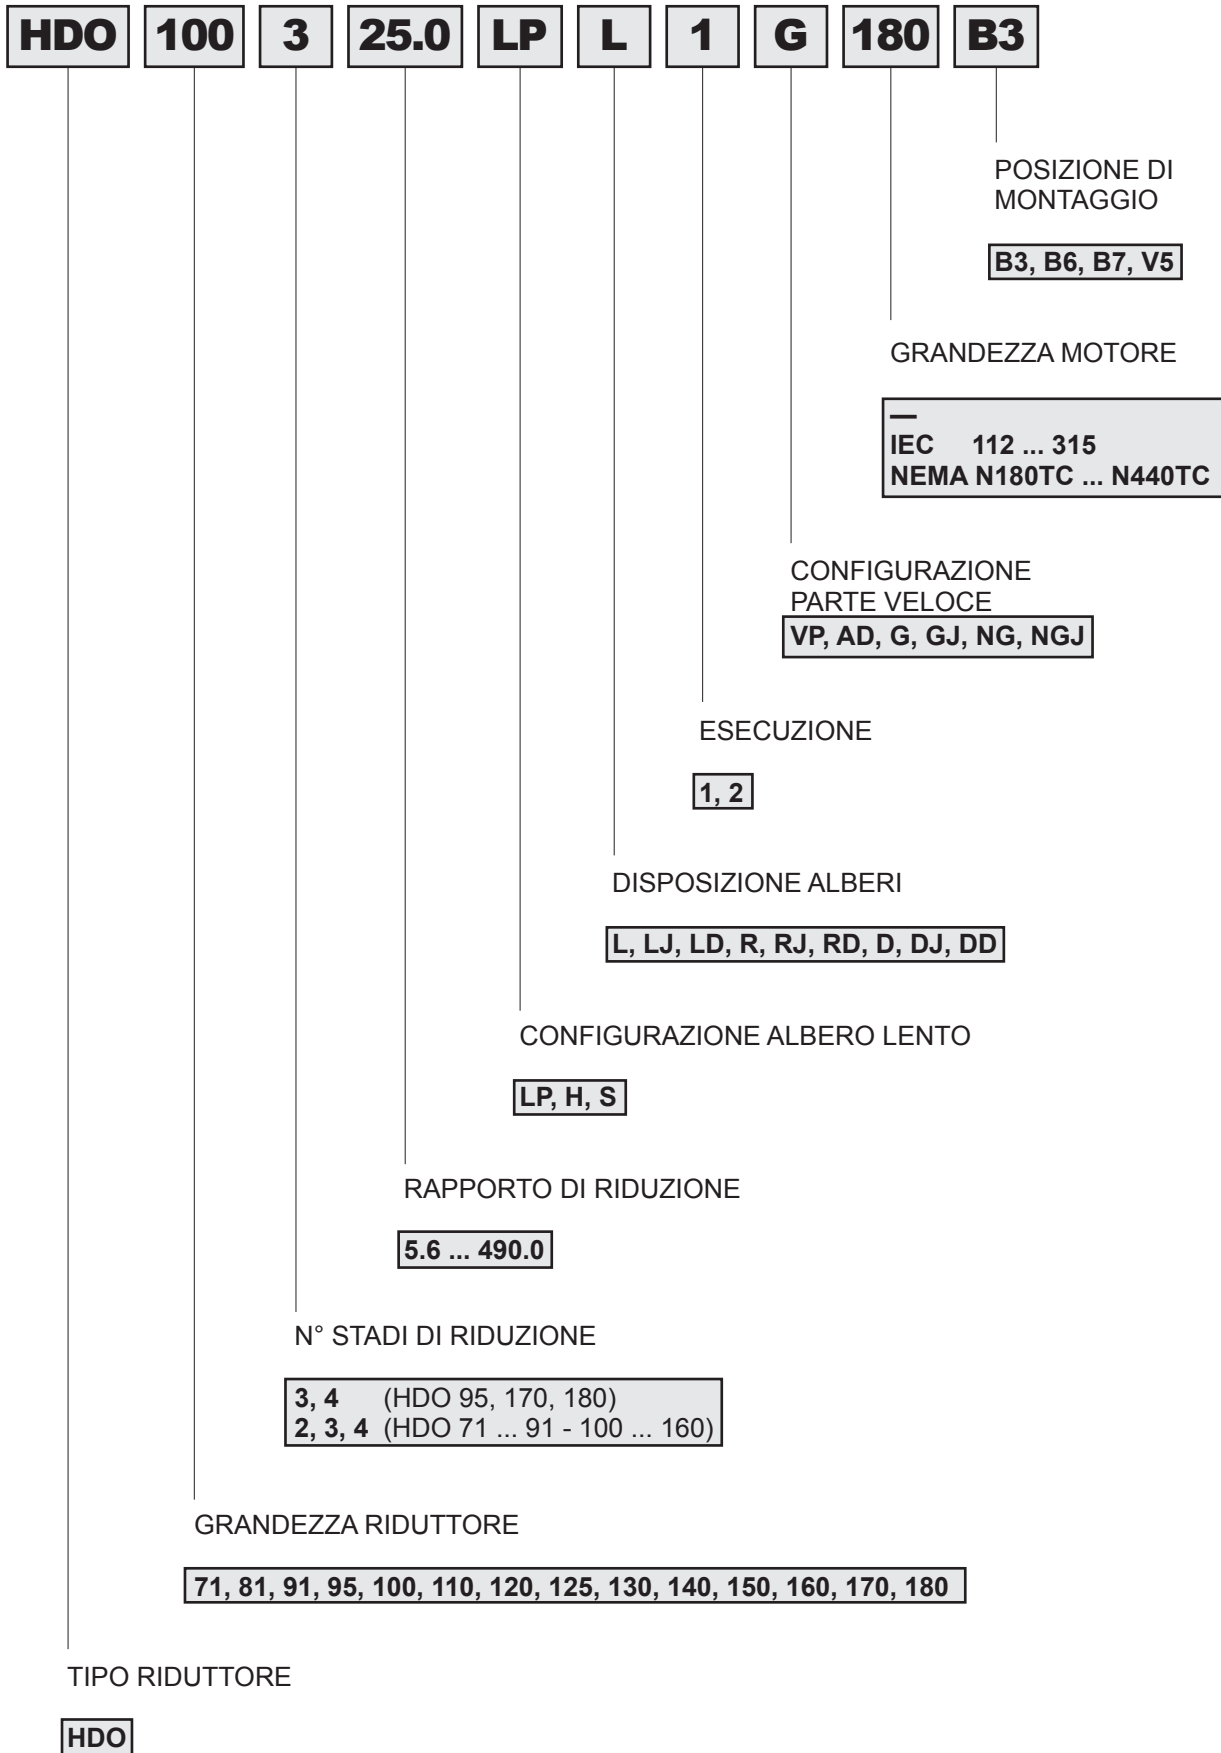 HDO 100 3 25.0 LP L 1 G 180 B3
POSIZIONE DI
MONTAGGIO
B3, B6, B7, V5
GRANDEZZA MOTORE
—
IEC 112 ... 315
NEMA N180TC ... N440TC
CONFIGURAZIONE
PARTE VELOCE
VP, AD, G, GJ, NG, NGJ
ESECUZIONE
1, 2
DISPOSIZIONE ALBERI
L, LJ, LD, R, RJ, RD, D, DJ, DD
CONFIGURAZIONE ALBERO LENTO
LP, H, S
RAPPORTO DI RIDUZIONE
5.6 ... 490.0
N° STADI DI RIDUZIONE
3, 4 (HDO 95, 170, 180)
2, 3, 4 (HDO 71 ... 91 - 100 ... 160)
GRANDEZZA RIDUTTORE
71, 81, 91, 95, 100, 110, 120, 125, 130, 140, 150, 160, 170, 180
TIPO RIDUTTORE
HDO